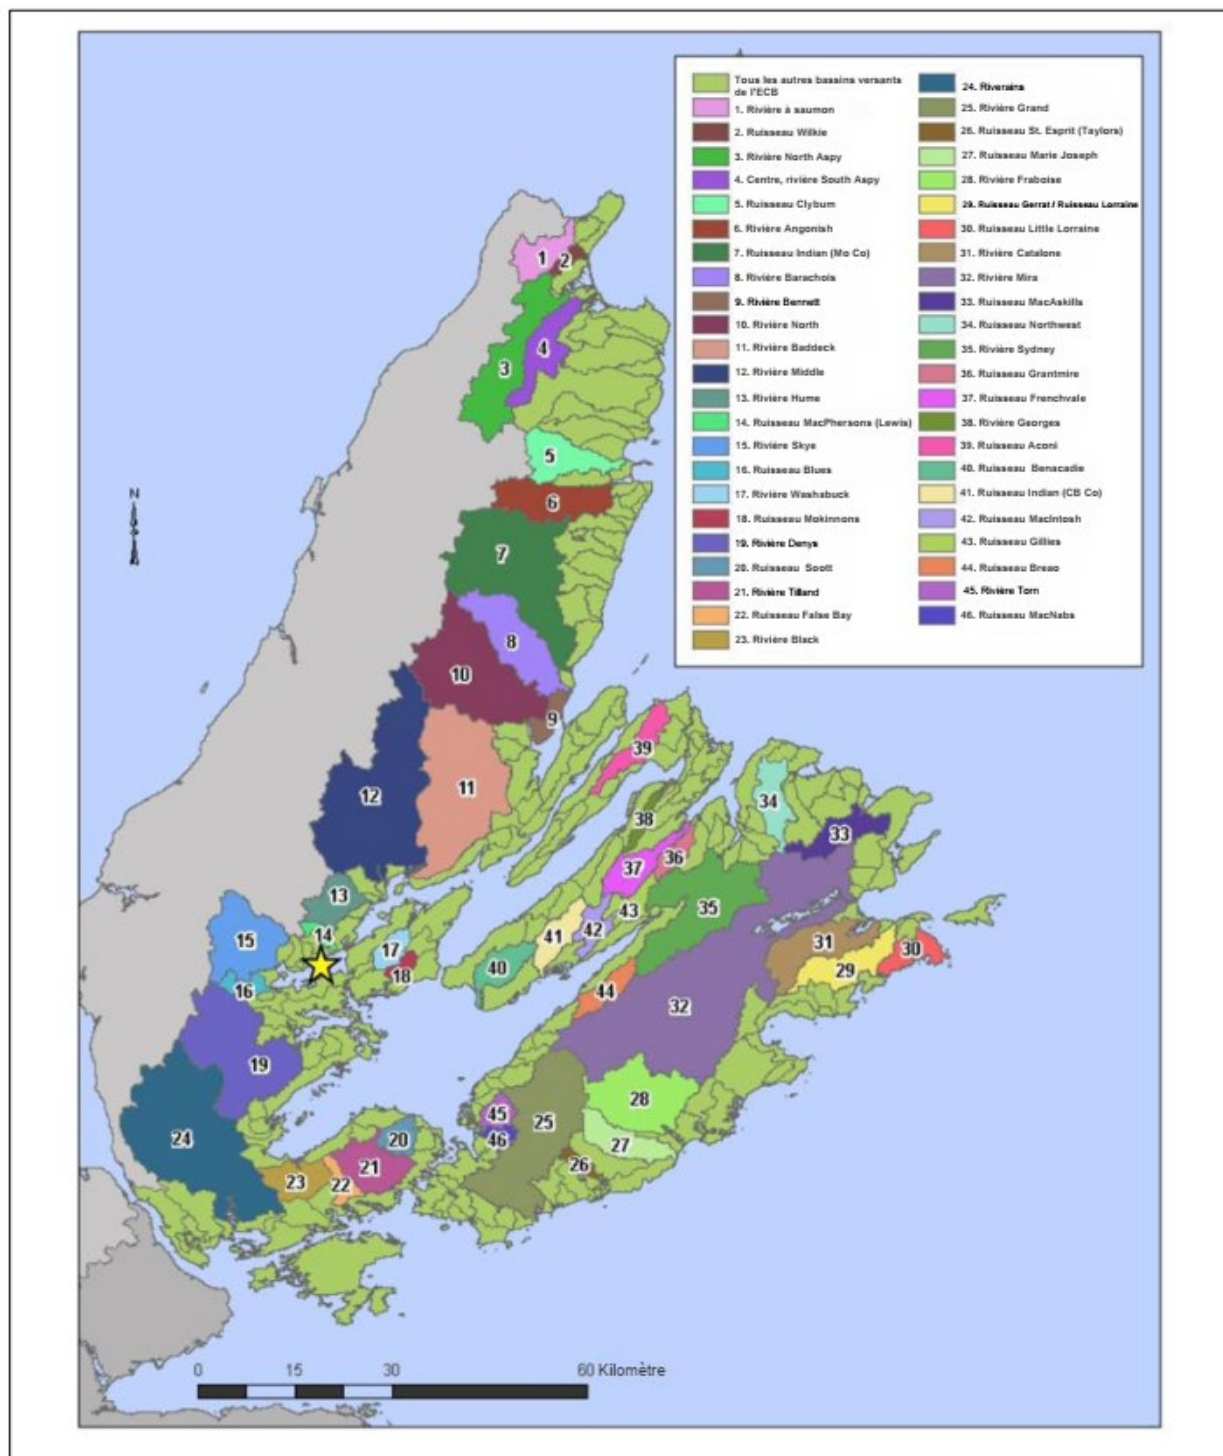 Tous les autres bassins versants
de l'ECB
1. Rivière à saumon
2. Ruisseau Wilkie
3. Rivière North Aspy
4. Centre, rivière South Aspy
5. Ruisseau Clyburn
6. Rivière Angonish
7. Ruisseau Indian (Mo Co)
8. Rivière Barachois
9. Rivière Bennett
10. Rivière North
11. Rivière Baddeck
12. Rivière Middle
13. Rivière Hume
14. Ruisseau MacPhersons (Lewis)
15. Rivière Skye
16. Ruisseau Blues
17. Rivière Washabuck
18. Ruisseau Mokinnons
19. Rivière Denys
20. Ruisseau Soott
21. Rivière Tilland
22. Ruisseau False Bay
23. Rivière Black
24. Riverains
25. Rivière Grand
26. Ruisseau St. Esprit (Taylors)
27. Ruisseau Marie Joseph
28. Rivière Fraboise
29. Ruisseau Gerrat / Ruisseau Lorraine
30. Ruisseau Little Lorraine
31. Rivière Catalone
32. Rivière Mira
33. Ruisseau MacAskills
34. Ruisseau Northwest
35. Rivière Sydney
36. Ruisseau Grantmire
37. Ruisseau Frenchvale
38. Rivière Georges
39. Ruisseau Aconi
40. Ruisseau Benacadie
41. Ruisseau Indian (CB Co)
42. Ruisseau MacIntosh
43. Ruisseau Gillies
44. Ruisseau Breao
45. Rivière Torn
46. Ruisseau MacNabs
1
2
3
4
5
N
6
7
8
10
9
39
11
12
34
38
33
36
37
13
35
43
14
15
17
41
42
31
30
18
40
29
16
44
32
19
28
45
25
24
20
46
27
21
26
23
22
0 15 30 60 Kilomètre